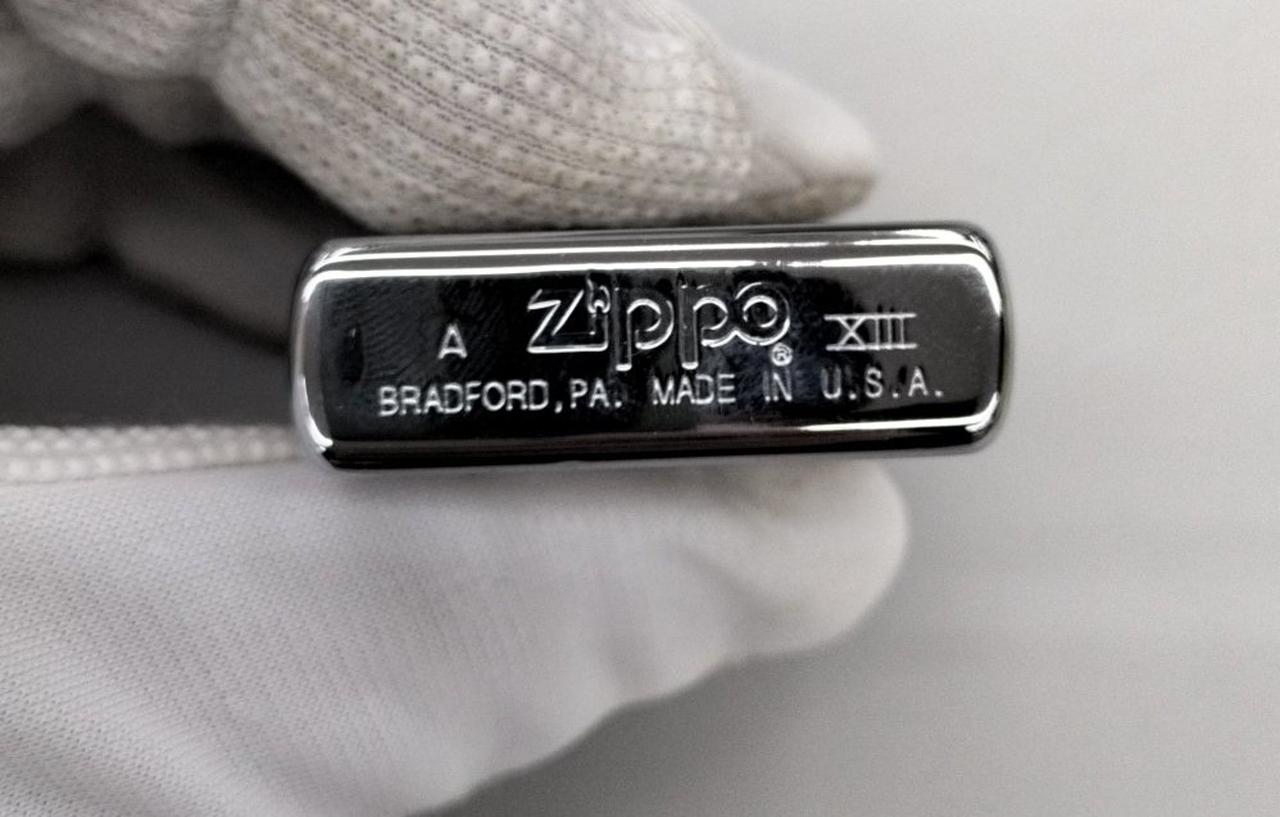 A Zippo® XIII
BRADFORD, PA. MADE IN U.S.A.